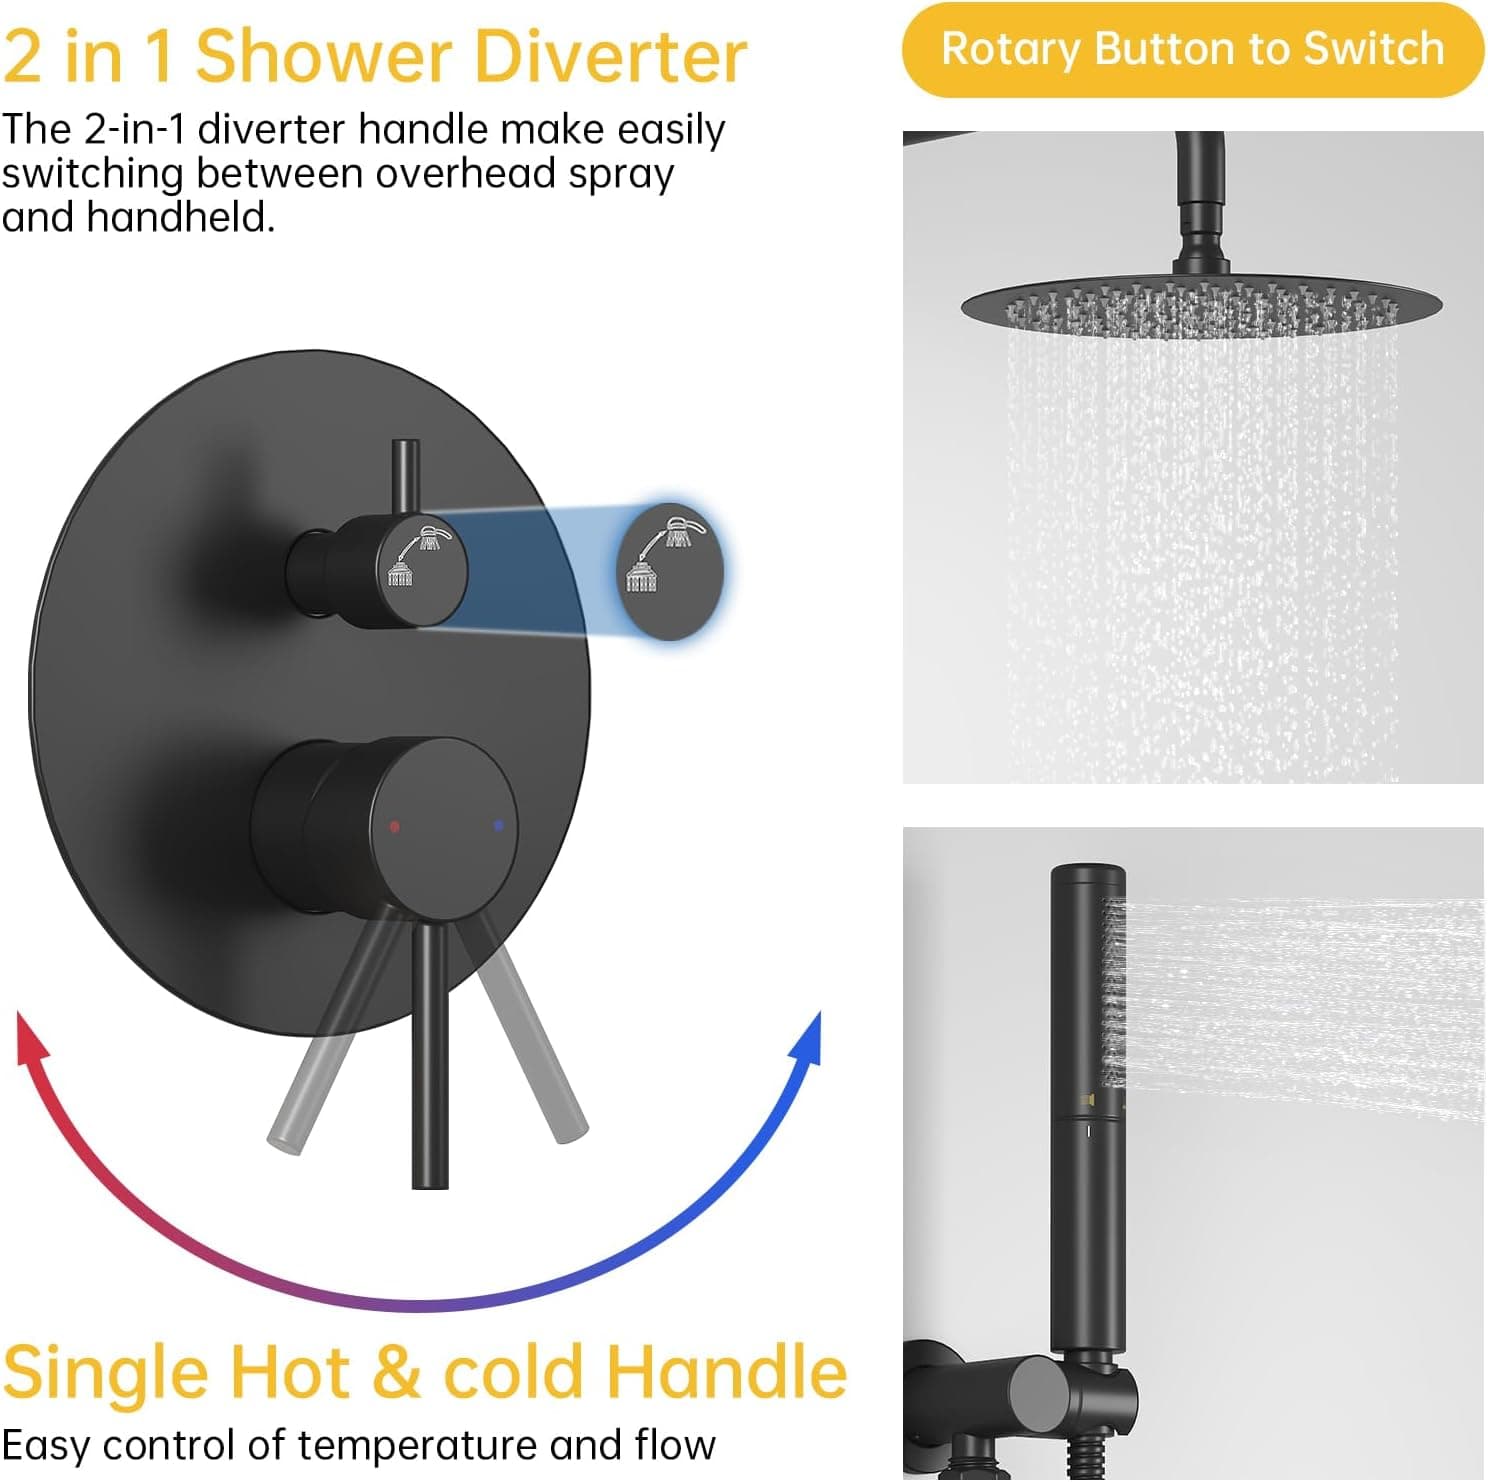 2 in 1 Shower Diverter
The 2-in-1 diverter handle make easily
switching between overhead spray
and handheld.
Rotary Button to Switch
Single Hot & cold Handle
Easy control of temperature and flow